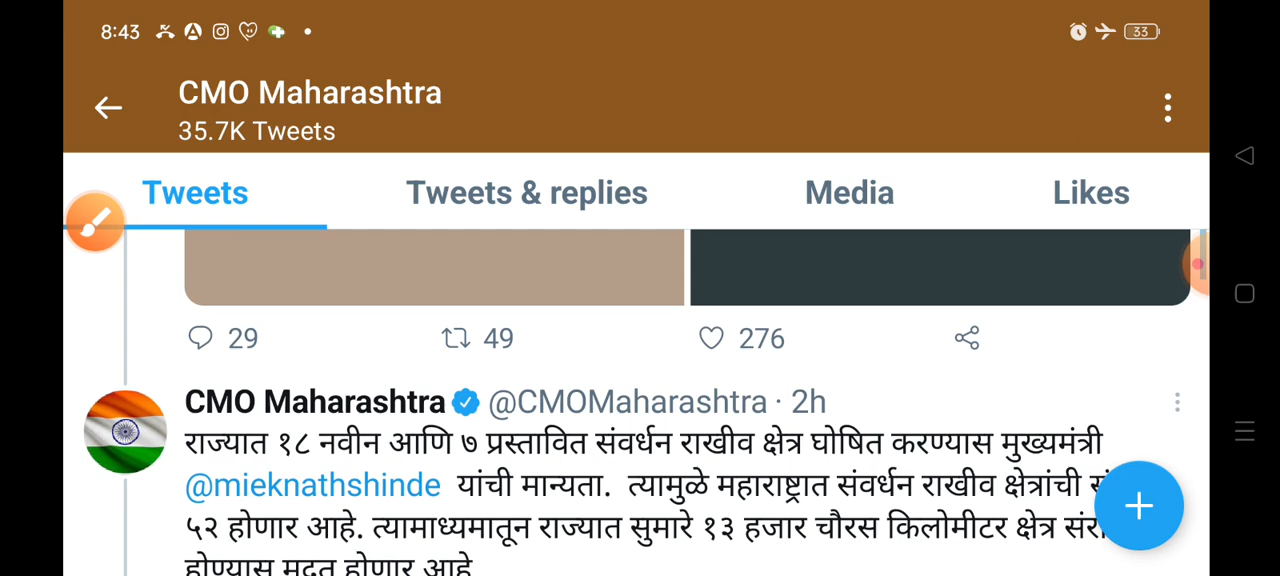 8:43
33
CMO Maharashtra
35.7K Tweets
Tweets Tweets & replies Media Likes
29 49 276
CMO Maharashtra @CMOMaharashtra · 2h
राज्यात १८ नवीन आणि ७ प्रस्तावित संवर्धन राखीव क्षेत्र घोषित करण्यास मुख्यमंत्री
@mieknathshinde यांची मान्यता. त्यामुळे महाराष्ट्रात संवर्धन राखीव क्षेत्रांची
५२ होणार आहे. त्यामाध्यमातून राज्यात सुमारे १३ हजार चौरस किलोमीटर क्षेत्र
होण्यास मदत होणार आहे